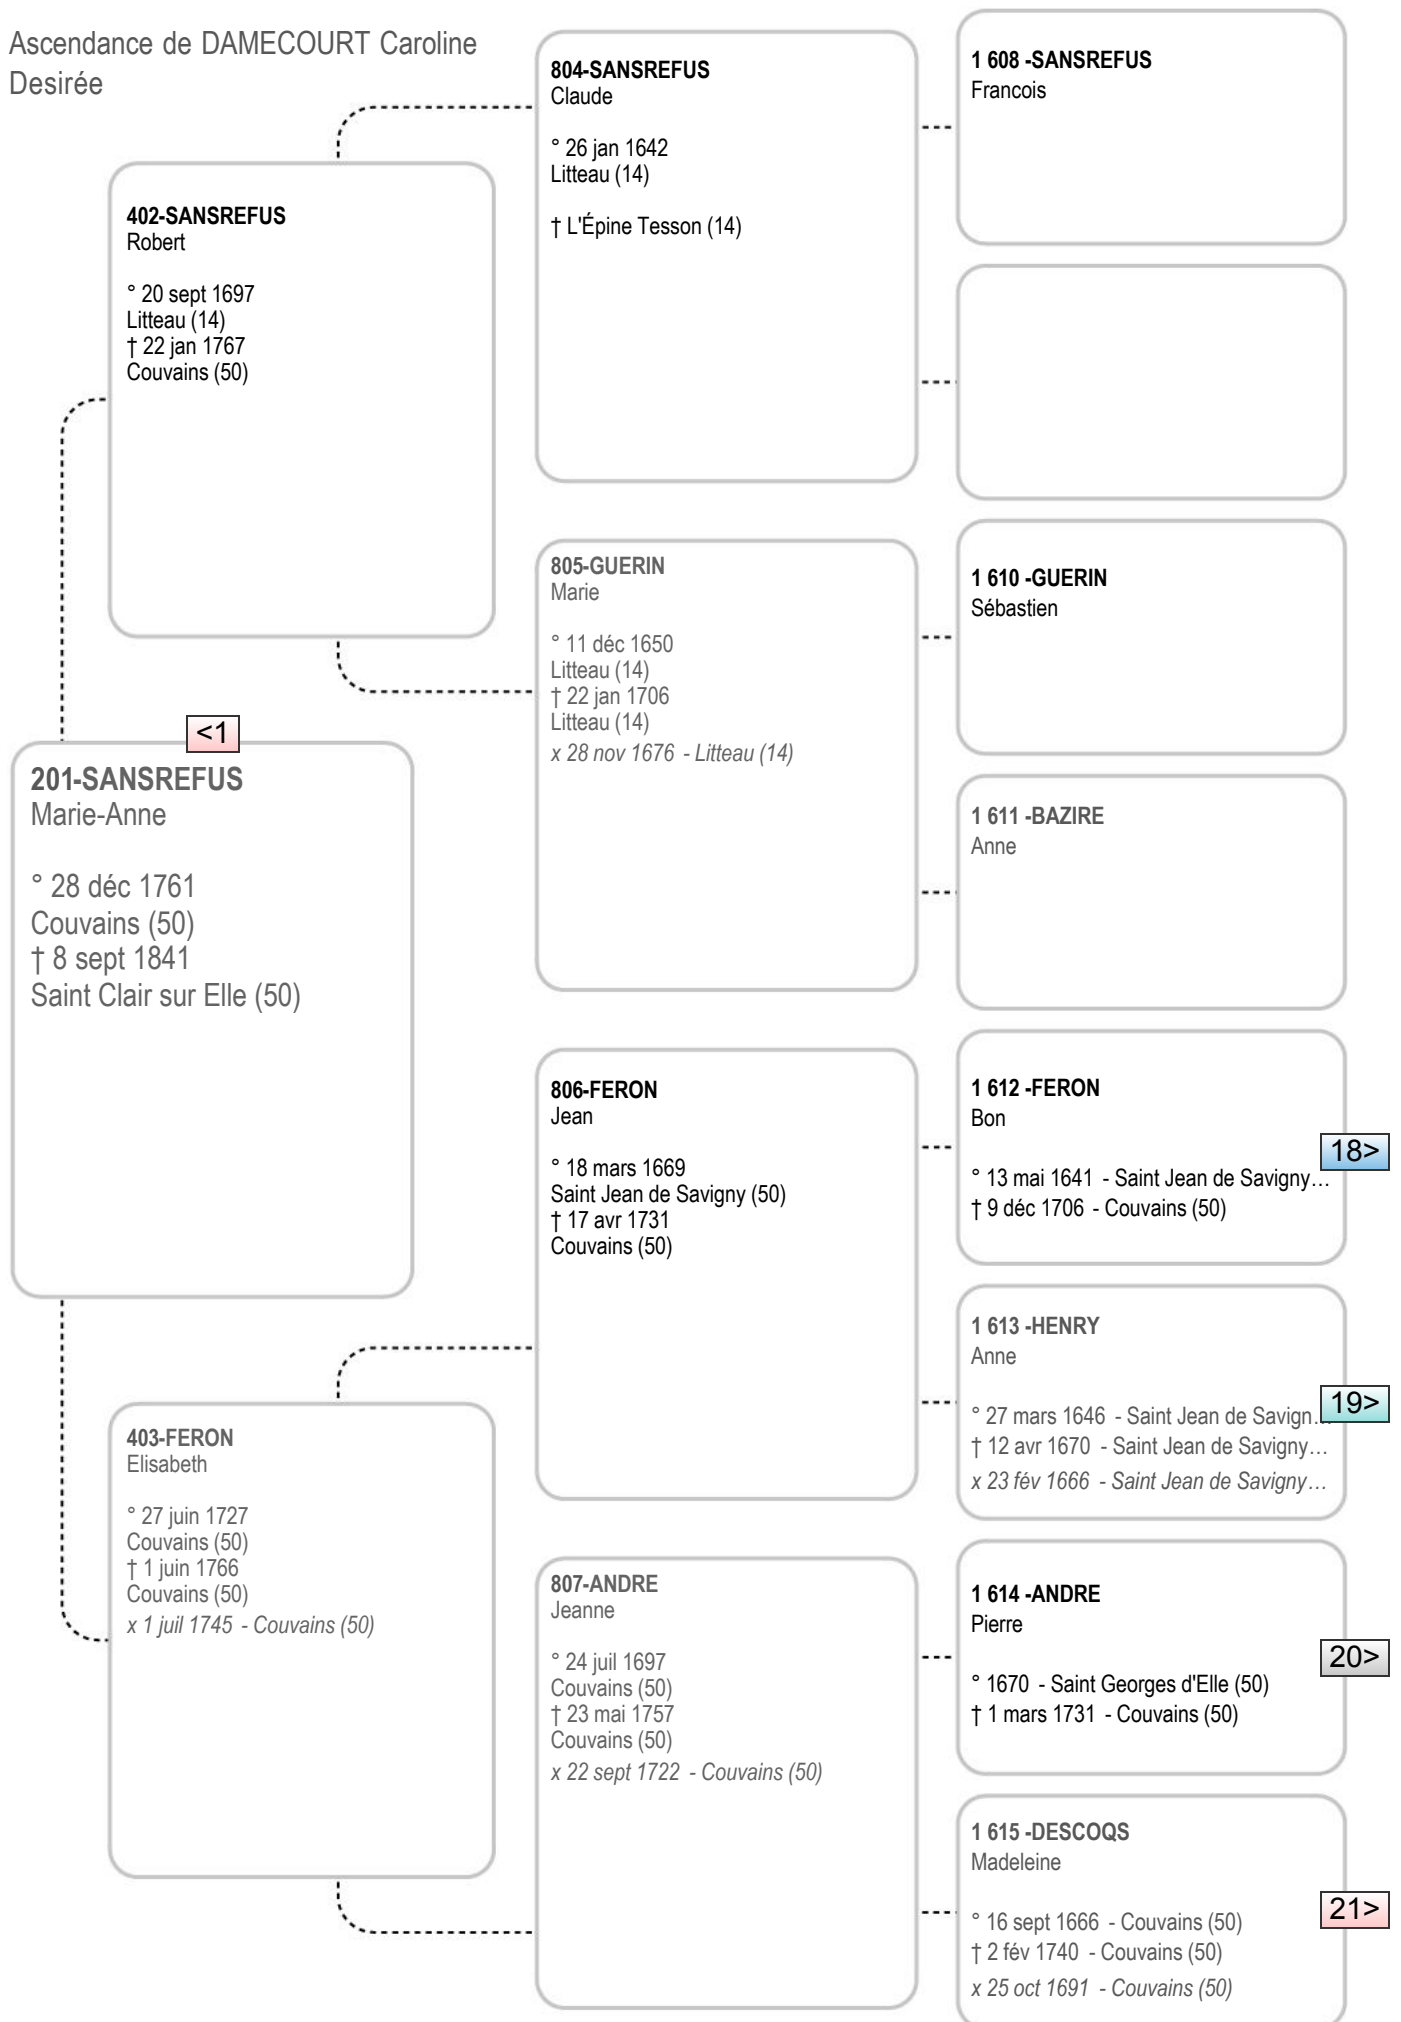 Ascendance de DAMECOURT Caroline
Desirée
<1
201-SANSREFUS
Marie-Anne
° 28 déc 1761
Couvains (50)
† 8 sept 1841
Saint Clair sur Elle (50)
402-SANSREFUS
Robert
° 20 sept 1697
Litteau (14)
† 22 jan 1767
Couvains (50)
403-FERON
Elisabeth
° 27 juin 1727
Couvains (50)
† 1 juin 1766
Couvains (50)
x 1 juil 1745 - Couvains (50)
804-SANSREFUS
Claude
° 26 jan 1642
Litteau (14)
† L'Épine Tesson (14)
805-GUERIN
Marie
° 11 déc 1650
Litteau (14)
† 22 jan 1706
Litteau (14)
x 28 nov 1676 - Litteau (14)
806-FERON
Jean
° 18 mars 1669
Saint Jean de Savigny (50)
† 17 avr 1731
Couvains (50)
807-ANDRE
Jeanne
° 24 juil 1697
Couvains (50)
† 23 mai 1757
Couvains (50)
x 22 sept 1722 - Couvains (50)
1 608 -SANSREFUS
Francois
1 610 -GUERIN
Sébastien
1 611 -BAZIRE
Anne
1 612 -FERON
Bon
18>
° 13 mai 1641 - Saint Jean de Savigny…
† 9 déc 1706 - Couvains (50)
1 613 -HENRY
Anne
19>
° 27 mars 1646 - Saint Jean de Savign…
† 12 avr 1670 - Saint Jean de Savigny…
x 23 fév 1666 - Saint Jean de Savigny…
1 614 -ANDRE
Pierre
20>
° 1670 - Saint Georges d'Elle (50)
† 1 mars 1731 - Couvains (50)
1 615 -DESCOQS
Madeleine
21>
° 16 sept 1666 - Couvains (50)
† 2 fév 1740 - Couvains (50)
x 25 oct 1691 - Couvains (50)